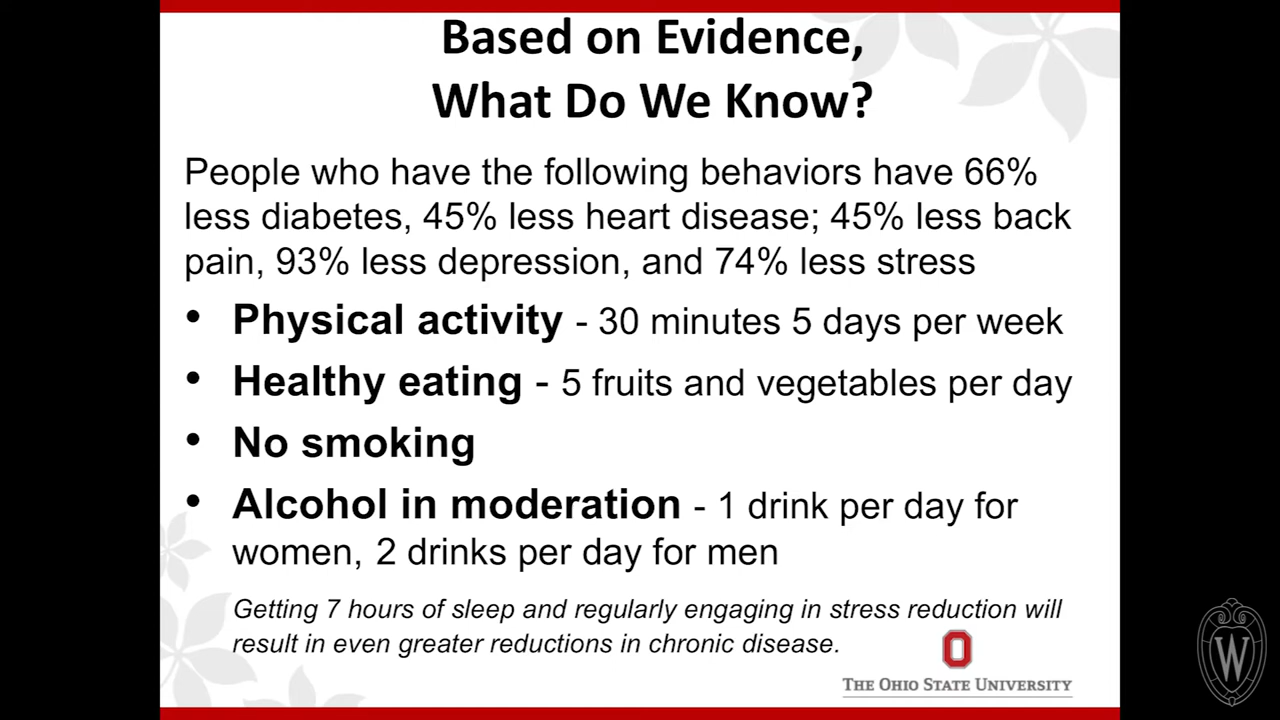 Based on Evidence,
What Do We Know?
People who have the following behaviors have 66%
less diabetes, 45% less heart disease; 45% less back
pain, 93% less depression, and 74% less stress
• Physical activity - 30 minutes 5 days per week
• Healthy eating - 5 fruits and vegetables per day
• No smoking
• Alcohol in moderation - 1 drink per day for
women, 2 drinks per day for men
Getting 7 hours of sleep and regularly engaging in stress reduction will
result in even greater reductions in chronic disease.
O
THE OHIO STATE UNIVERSITY
W